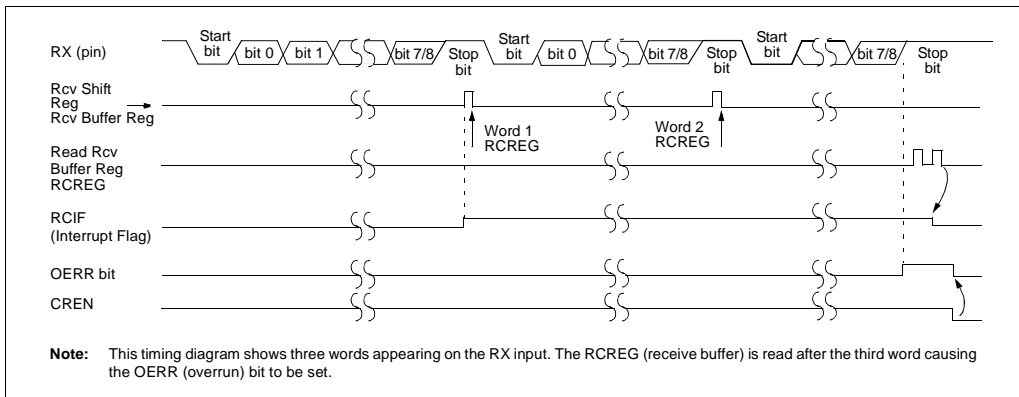 RX (pin)
Start
bit
bit 0
bit 1
bit 7/8
Stop
bit
Start
bit
bit 0
bit 7/8
Stop
bit
Start
bit
bit 7/8
Stop
bit
Rcv Shift
Reg
Rcv Buffer Reg
Word 1
RCREG
Word 2
RCREG
Read Rcv
Buffer Reg
RCREG
RCIF
(Interrupt Flag)
OERR bit
CREN
Note: This timing diagram shows three words appearing on the RX input. The RCREG (receive buffer) is read after the third word causing
the OERR (overrun) bit to be set.